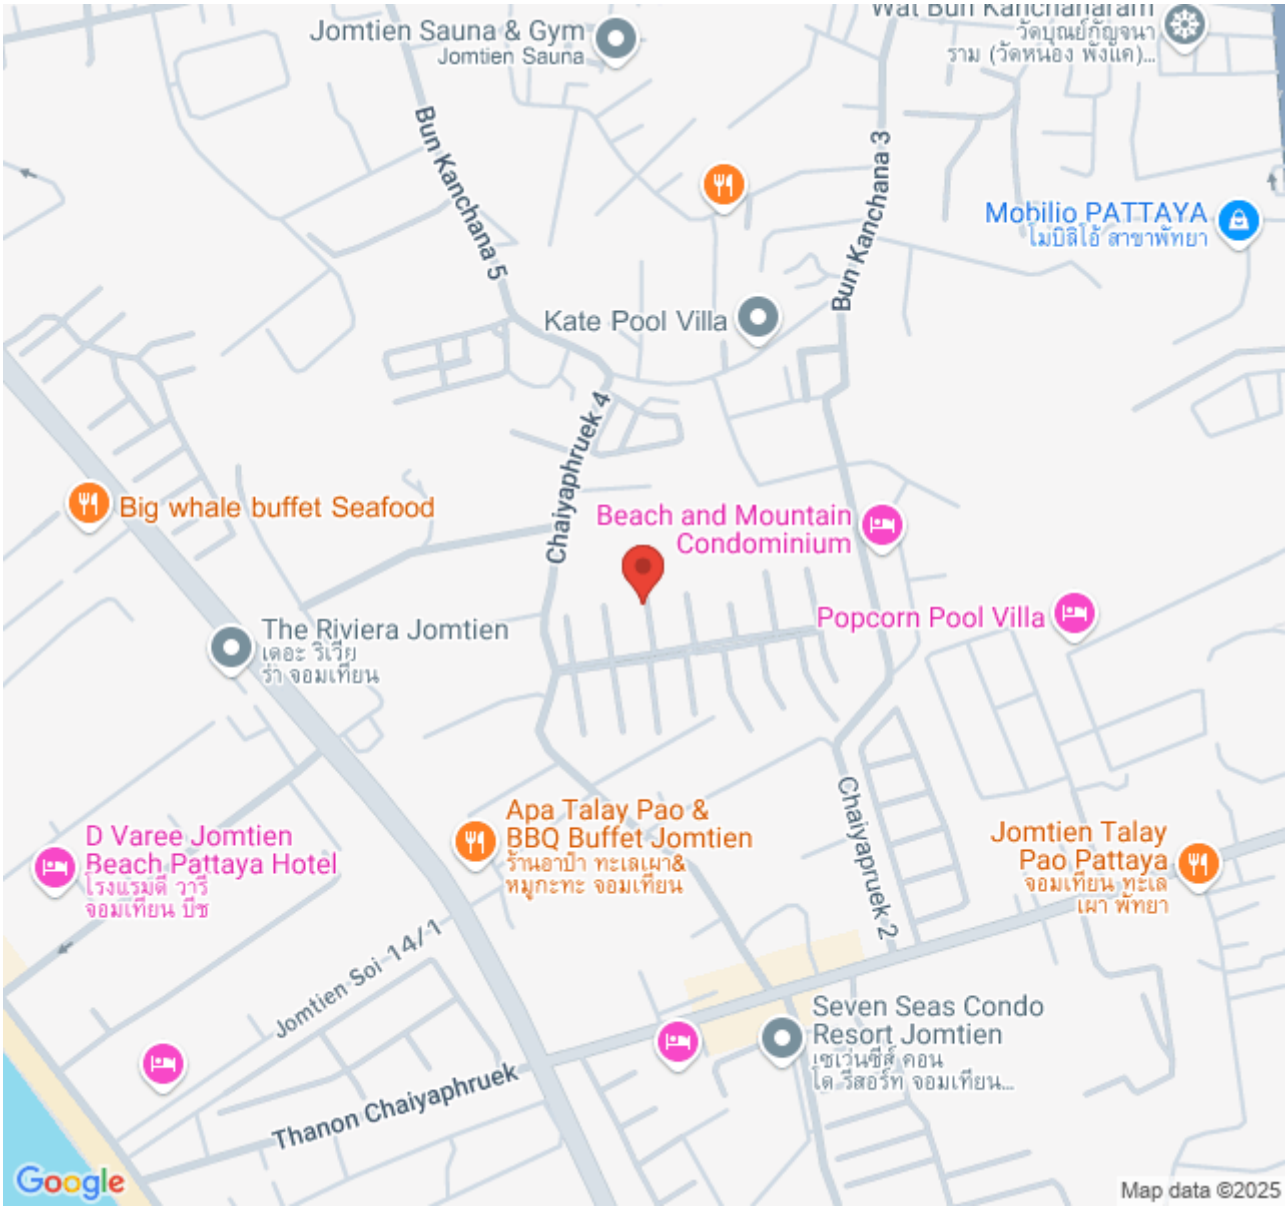 Jomtien Sauna & Gym
Jomtien Sauna
Wat Bun Kanchanaram
วัดบุณย์กัญจนา
ราม (วัดหนอง พังแค)...
Bun Kanchana 5
Bun Kanchana 3
Mobilio PATTAYA
โมบิลิโอ้ สาขาพัทยา
Kate Pool Villa
Chaiyaphruek 4
Big whale buffet Seafood
Beach and Mountain
Condominium
Popcorn Pool Villa
The Riviera Jomtien
เดอะ ริเวีย
ร่า จอมเทียน
Chaiyapruek 2
Apa Talay Pao &
BBQ Buffet Jomtien
ร้านอาป๋า ทะเลเผา&
หมูกะทะ จอมเทียน
D Varee Jomtien
Beach Pattaya Hotel
โรงแรมดี วารี
จอมเทียน บีช
Jomtien Talay
Pao Pattaya
จอมเทียน ทะเล
เผา พัทยา
Jomtien Soi 14/1
Seven Seas Condo
Resort Jomtien
เซเว่นซีส์ คอน
โด รีสอร์ท จอมเทียน...
Thanon Chaiyaphruek
Google
Map data ©2025